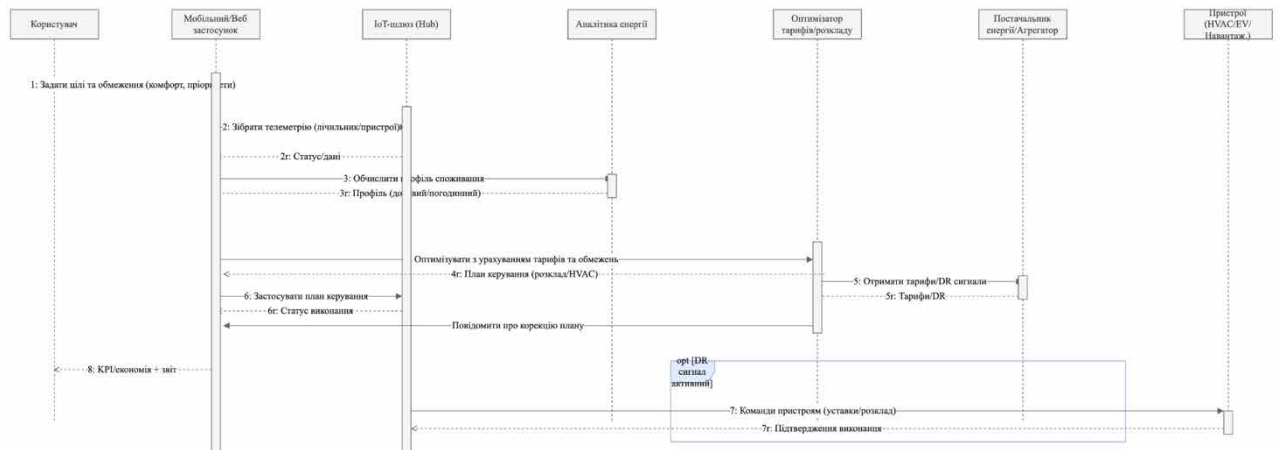 Користувач
Мобільний/Веб
застосунок
IoT-шлюз (Hub)
Аналітика енергії
Оптимізатор
тарифів/розкладу
Постачальник
енергії/Агрегатор
Пристрої
(HVAC/EV/
Навантаж.)
1: Задати цілі та обмеження (комфорт, пріоритети)
2: Зібрати телеметрію (лічильник/пристрої)
2r: Статус/дані
3: Обчислити профіль споживання
3r: Профіль (добовий/погодинний)
Оптимізувати з урахуванням тарифів та обмежень
4r: План керування (розклад/HVAC)
5: Отримати тарифи/DR сигнали
5r: Тарифи/DR
6: Застосувати план керування
6r: Статус виконання
Повідомити про корекцію плану
opt [DR
сигнал
активний]
8: KPI/економія + звіт
7: Команди пристроям (уставки/розклад)
7r: Підтвердження виконання